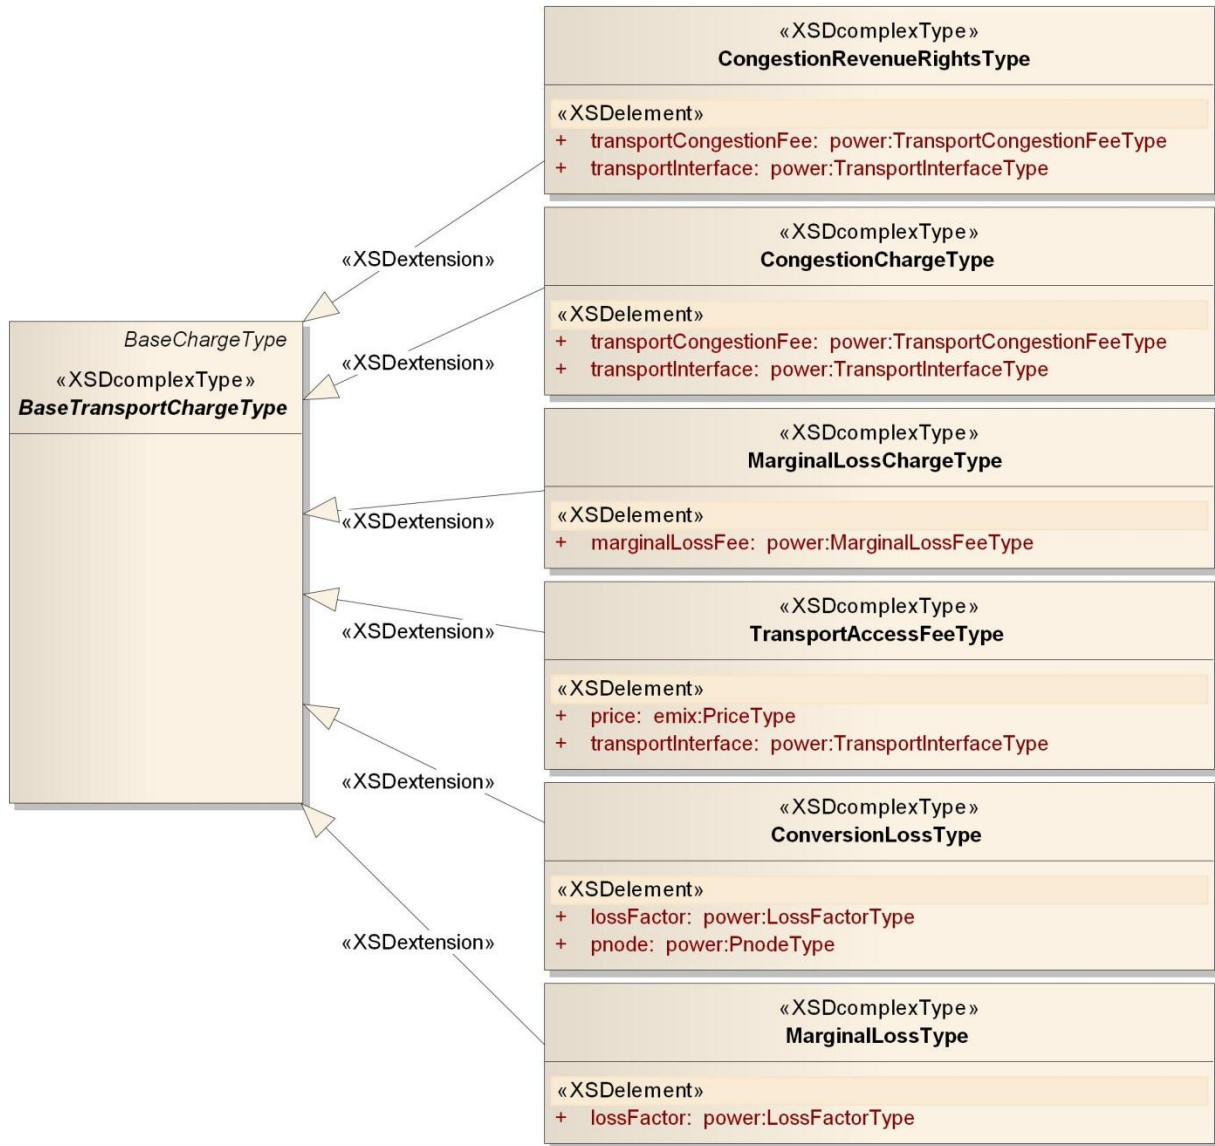 «XSDcomplexType»
CongestionRevenueRightsType
«XSDelement»
+ transportCongestionFee: power:TransportCongestionFeeType
+ transportInterface: power:TransportInterfaceType
«XSDextension»
«XSDcomplexType»
CongestionChargeType
«XSDelement»
+ transportCongestionFee: power:TransportCongestionFeeType
+ transportInterface: power:TransportInterfaceType
BaseChargeType
«XSDcomplexType»
BaseTransportChargeType
«XSDextension»
«XSDcomplexType»
MarginalLossChargeType
«XSDelement»
+ marginalLossFee: power:MarginalLossFeeType
«XSDextension»
«XSDcomplexType»
TransportAccessFeeType
«XSDelement»
+ price: emix:PriceType
+ transportInterface: power:TransportInterfaceType
«XSDextension»
«XSDcomplexType»
ConversionLossType
«XSDelement»
+ lossFactor: power:LossFactorType
+ pnode: power:PnodeType
«XSDextension»
«XSDcomplexType»
MarginalLossType
«XSDelement»
+ lossFactor: power:LossFactorType
«XSDextension»